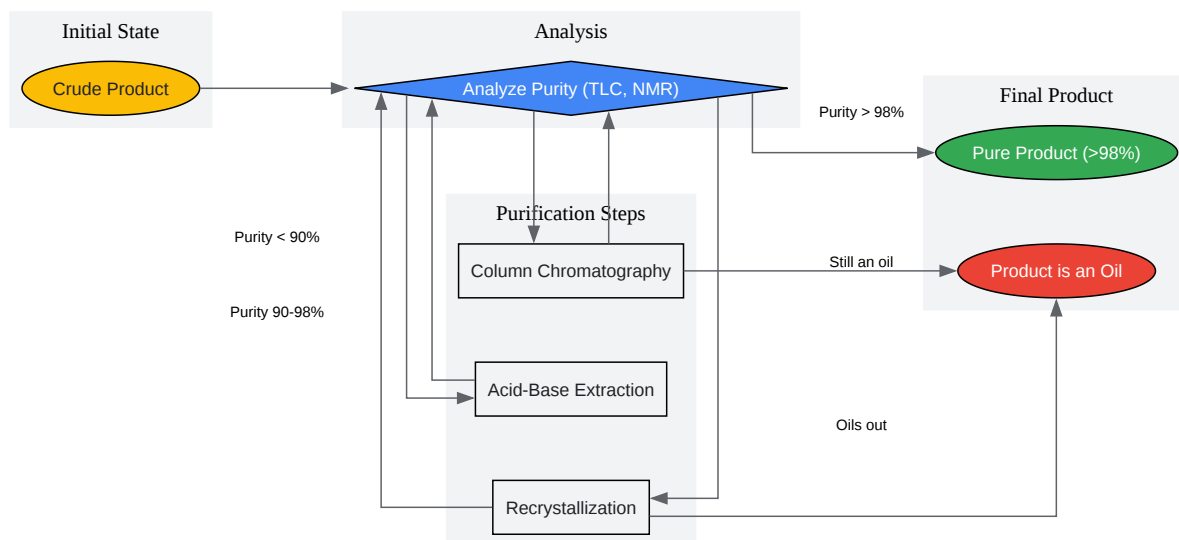 Initial State
Crude Product
Analysis
Analyze Purity (TLC, NMR)
Purity > 98%
Final Product
Pure Product (>98%)
Purity < 90%
Purity 90-98%
Purification Steps
Column Chromatography
Still an oil
Product is an Oil
Acid-Base Extraction
Oils out
Recrystallization